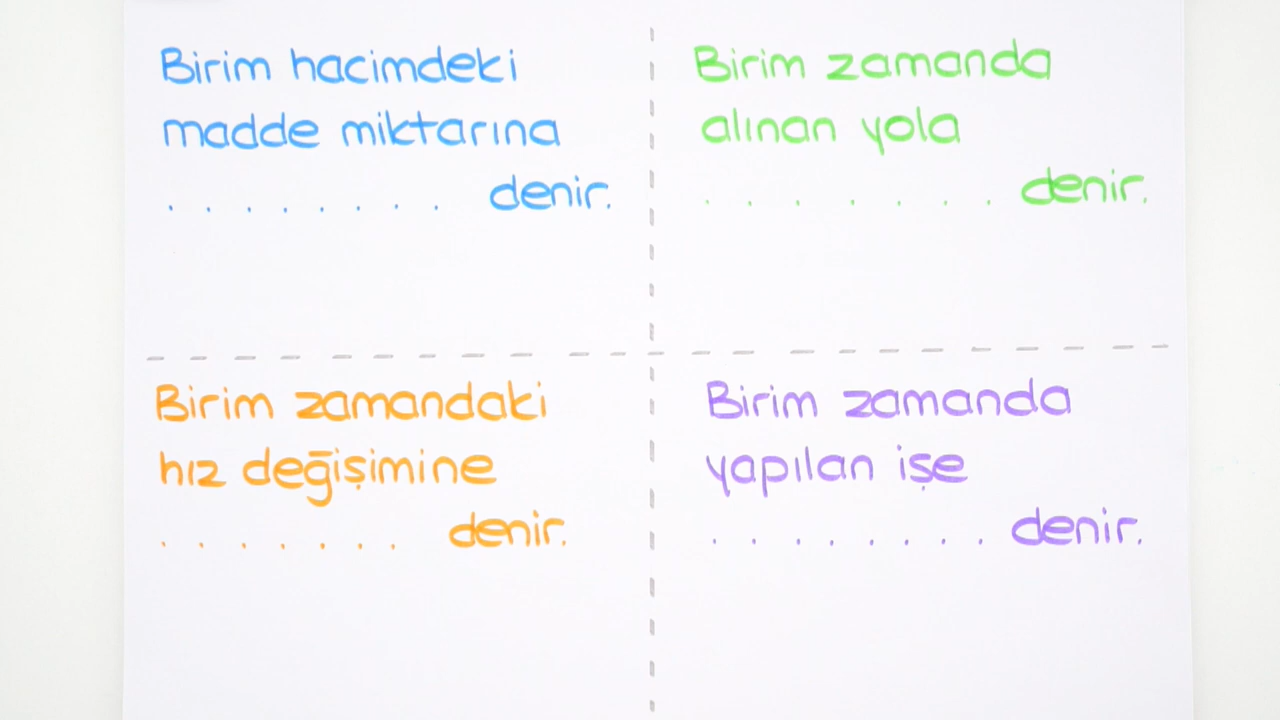 Birim hacimdeki
madde miktarına
. . . . . . . . denir.
Birim zamanda
alınan yola
. . . . . . . denir.
Birim zamandaki
hız değişimine
. . . . . . . denir.
Birim zamanda
yapılan işe
. . . . . . . . denir.